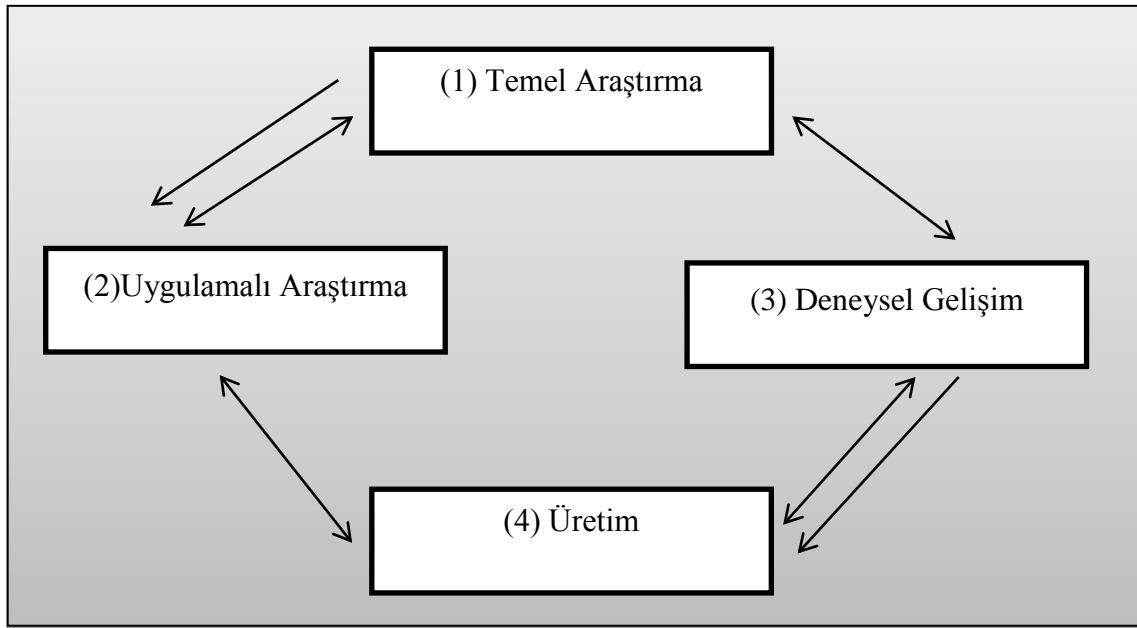 (1) Temel Araştırma
(2)Uygulamalı Araştırma
(3) Deneysel Gelişim
(4) Üretim